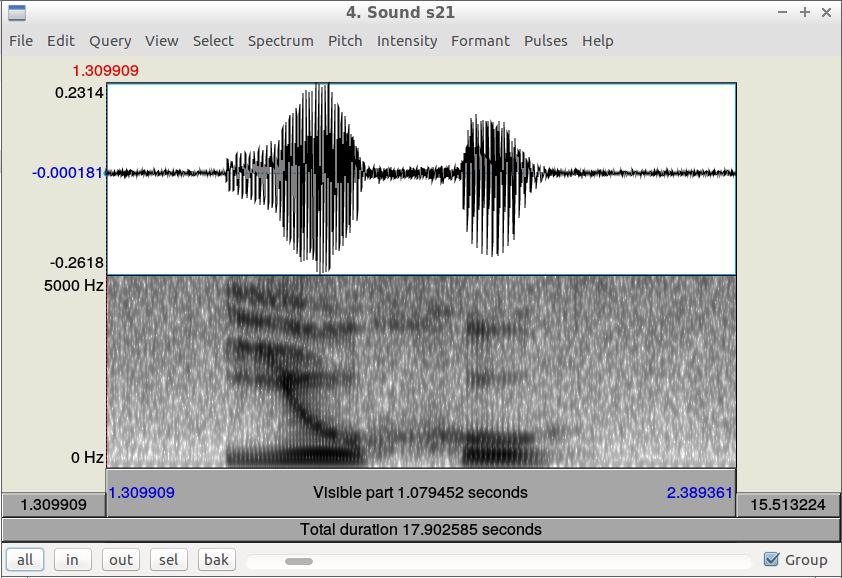 4. Sound s21
File Edit Query View Select Spectrum Pitch Intensity Formant Pulses Help
1.309909
0.2314
-0.000181
-0.2618
5000 Hz
0 Hz
1.309909 Visible part 1.079452 seconds 2.389361
1.309909 15.513224
Total duration 17.902585 seconds
all in out sel bak Group